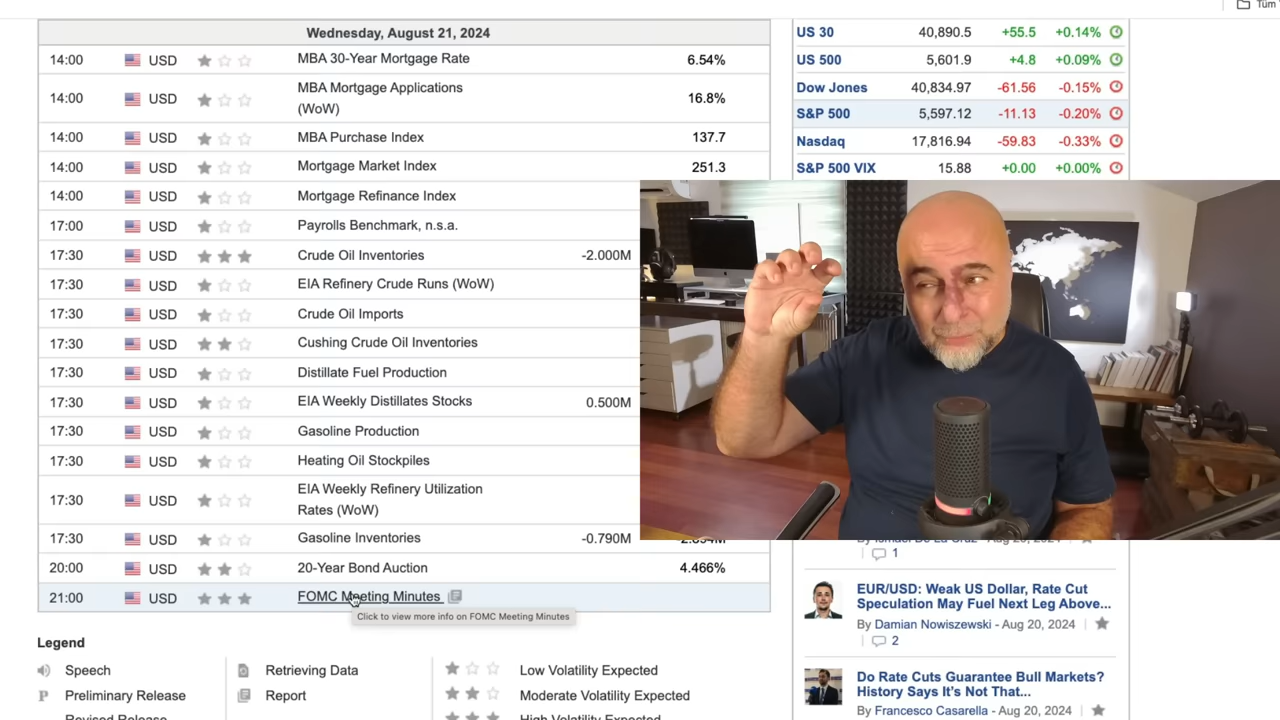 Tüm
Wednesday, August 21, 2024
14:00 USD MBA 30-Year Mortgage Rate 6.54%
14:00 USD MBA Mortgage Applications
(WoW) 16.8%
14:00 USD MBA Purchase Index 137.7
14:00 USD Mortgage Market Index 251.3
14:00 USD Mortgage Refinance Index
17:00 USD Payrolls Benchmark, n.s.a.
17:30 USD Crude Oil Inventories -2.000M
17:30 USD EIA Refinery Crude Runs (WoW)
17:30 USD Crude Oil Imports
17:30 USD Cushing Crude Oil Inventories
17:30 USD Distillate Fuel Production
17:30 USD EIA Weekly Distillates Stocks 0.500M
17:30 USD Gasoline Production
17:30 USD Heating Oil Stockpiles
17:30 USD EIA Weekly Refinery Utilization
Rates (WoW)
17:30 USD Gasoline Inventories -0.790M
20:00 USD 20-Year Bond Auction 4.466%
21:00 USD FOMC Meeting Minutes
Click to view more info on FOMC Meeting Minutes
Legend
Speech Retrieving Data Low Volatility Expected
P Preliminary Release Report Moderate Volatility Expected
Revised Release High Volatility Expected
US 30 40,890.5 +55.5 +0.14%
US 500 5,601.9 +4.8 +0.09%
Dow Jones 40,834.97 -61.56 -0.15%
S&P 500 5,597.12 -11.13 -0.20%
Nasdaq 17,816.94 -59.83 -0.33%
S&P 500 VIX 15.88 +0.00 +0.00%
1
EUR/USD: Weak US Dollar, Rate Cut
Speculation May Fuel Next Leg Above...
By Damian Nowiszewski - Aug 20, 2024
2
Do Rate Cuts Guarantee Bull Markets?
History Says It's Not That...
By Francesco Casarella - Aug 20, 2024